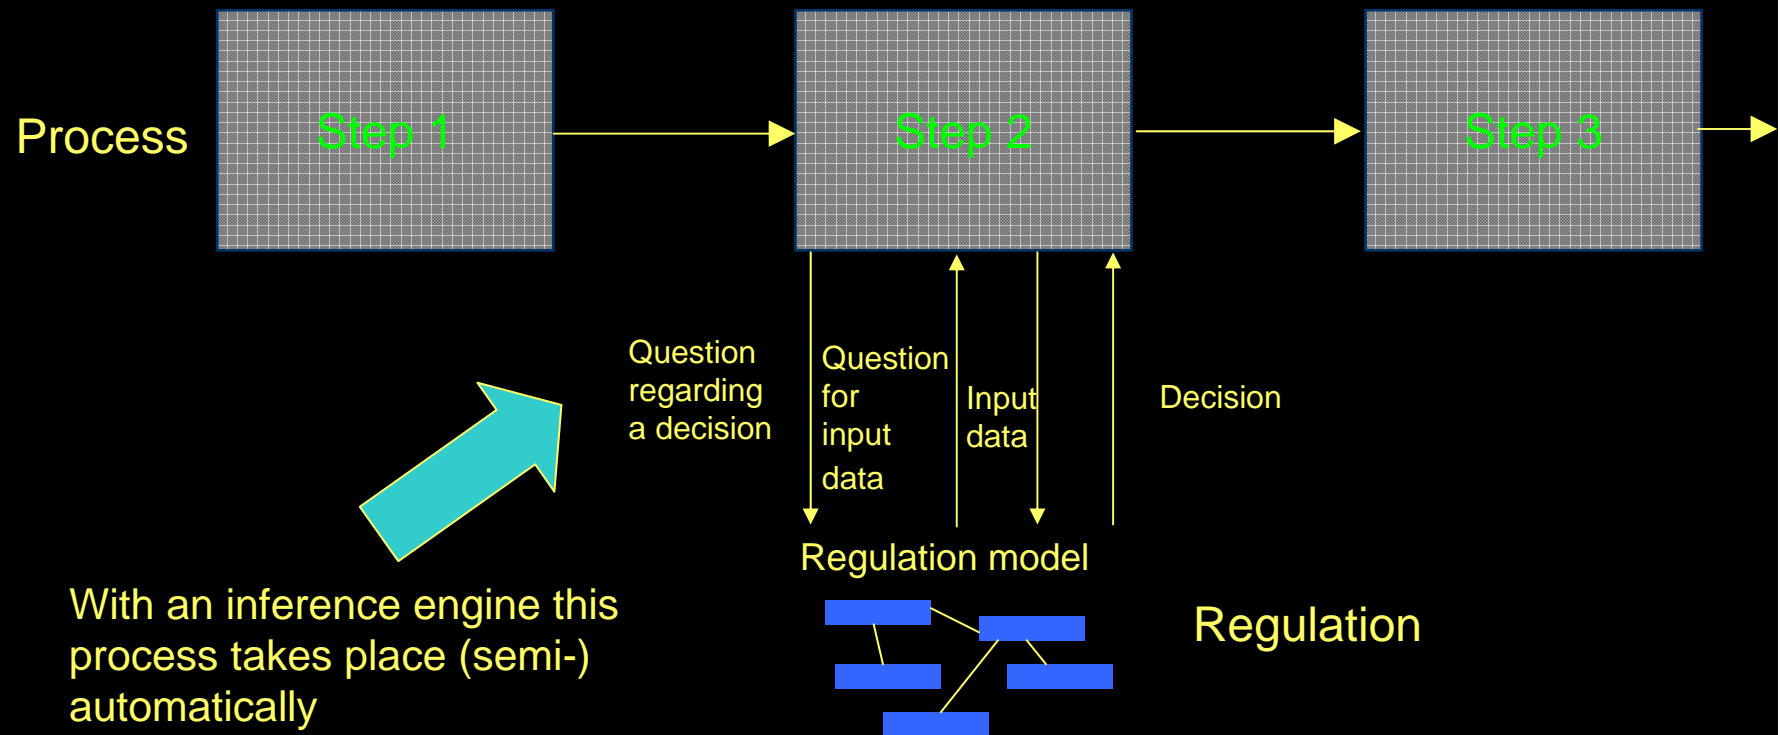 Process
Step 1
Step 2
Step 3
Question
regarding
a decision
Question
for
input
data
Input
data
Decision
Regulation model
Regulation
With an inference engine this
process takes place (semi-)
automatically